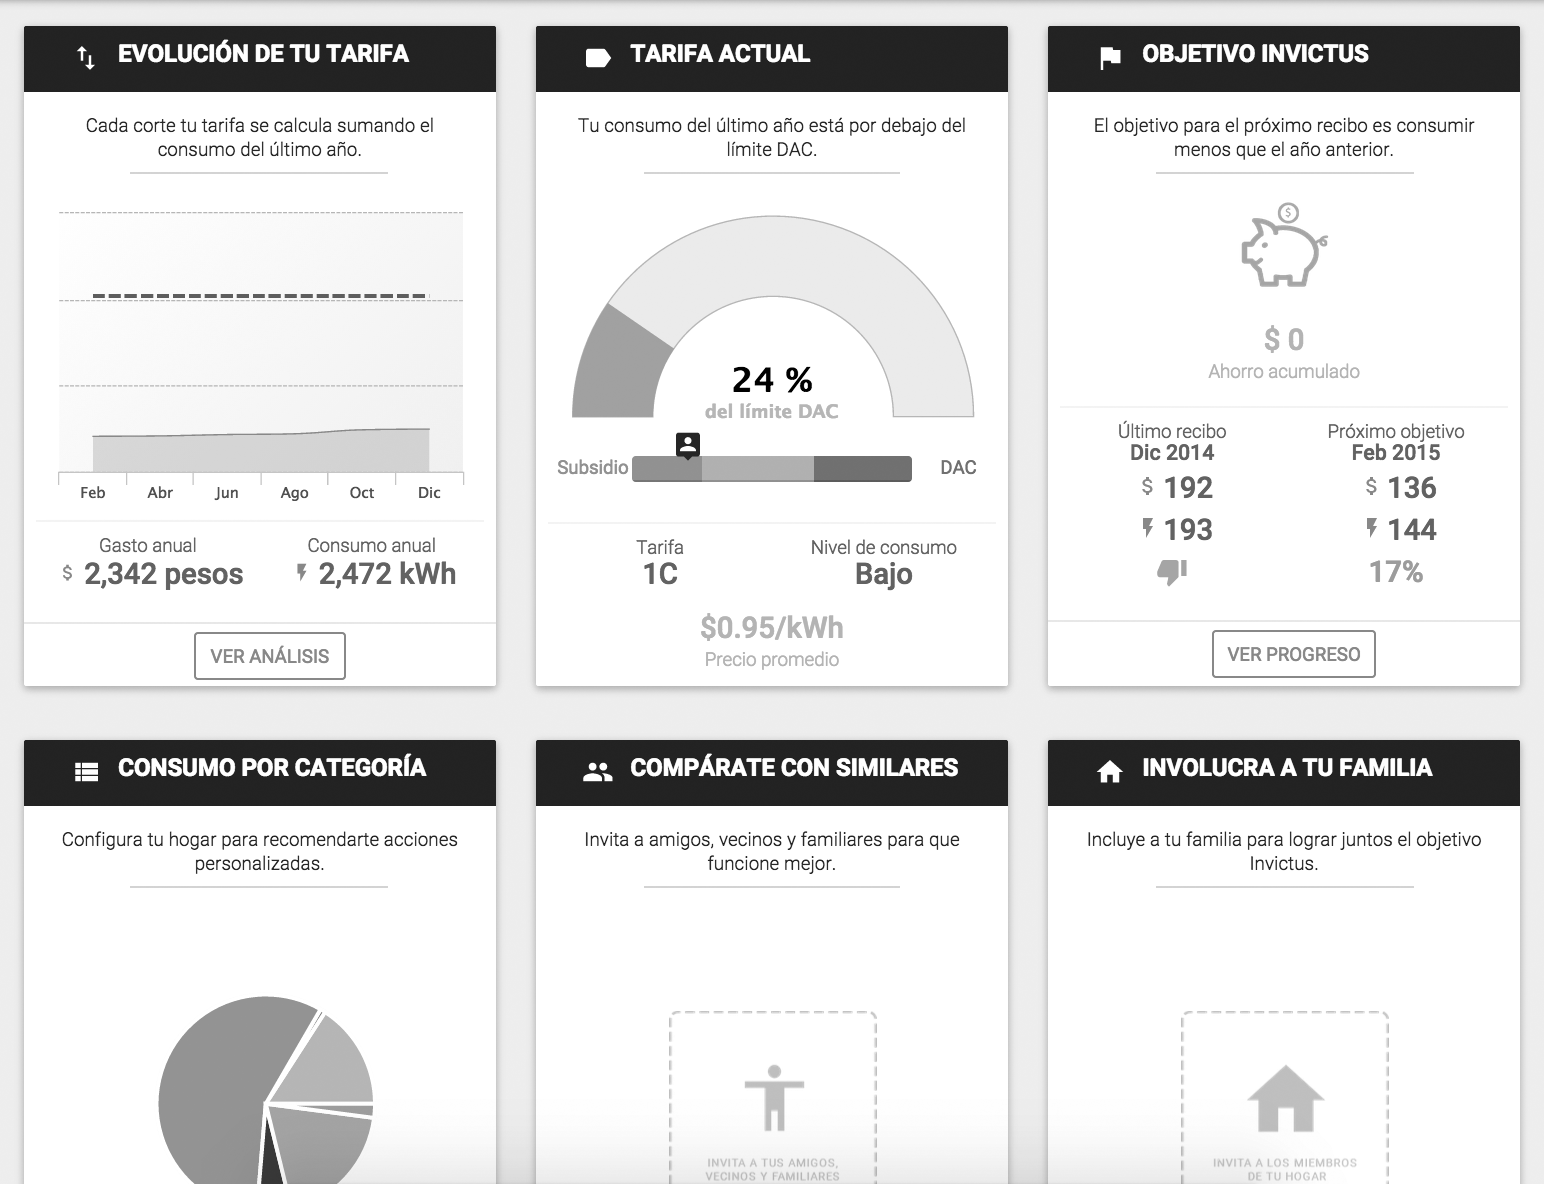 EVOLUCIÓN DE TU TARIFA
Cada corte tu tarifa se calcula sumando el
consumo del último año.
Feb Abr Jun Ago Oct Dic
Gasto anual Consumo anual
$ 2,342 pesos 2,472 kWh
VER ANÁLISIS
TARIFA ACTUAL
Tu consumo del último año está por debajo del
límite DAC.
24 %
del límite DAC
Subsidio DAC
Tarifa Nivel de consumo
1C Bajo
$0.95/kWh
Precio promedio
OBJETIVO INVICTUS
El objetivo para el próximo recibo es consumir
menos que el año anterior.
$
$ 0
Ahorro acumulado
Último recibo Próximo objetivo
Dic 2014 Feb 2015
$ 192 $ 136
193 144
17%
VER PROGRESO
CONSUMO POR CATEGORÍA
Configura tu hogar para recomendarte acciones
personalizadas.
COMPÁRATE CON SIMILARES
Invita a amigos, vecinos y familiares para que
funcione mejor.
INVITA A TUS AMIGOS,
VECINOS Y FAMILIARES
INVOLUCRA A TU FAMILIA
Incluye a tu familia para lograr juntos el objetivo
Invictus.
INVITA A LOS MIEMBROS
DE TU HOGAR